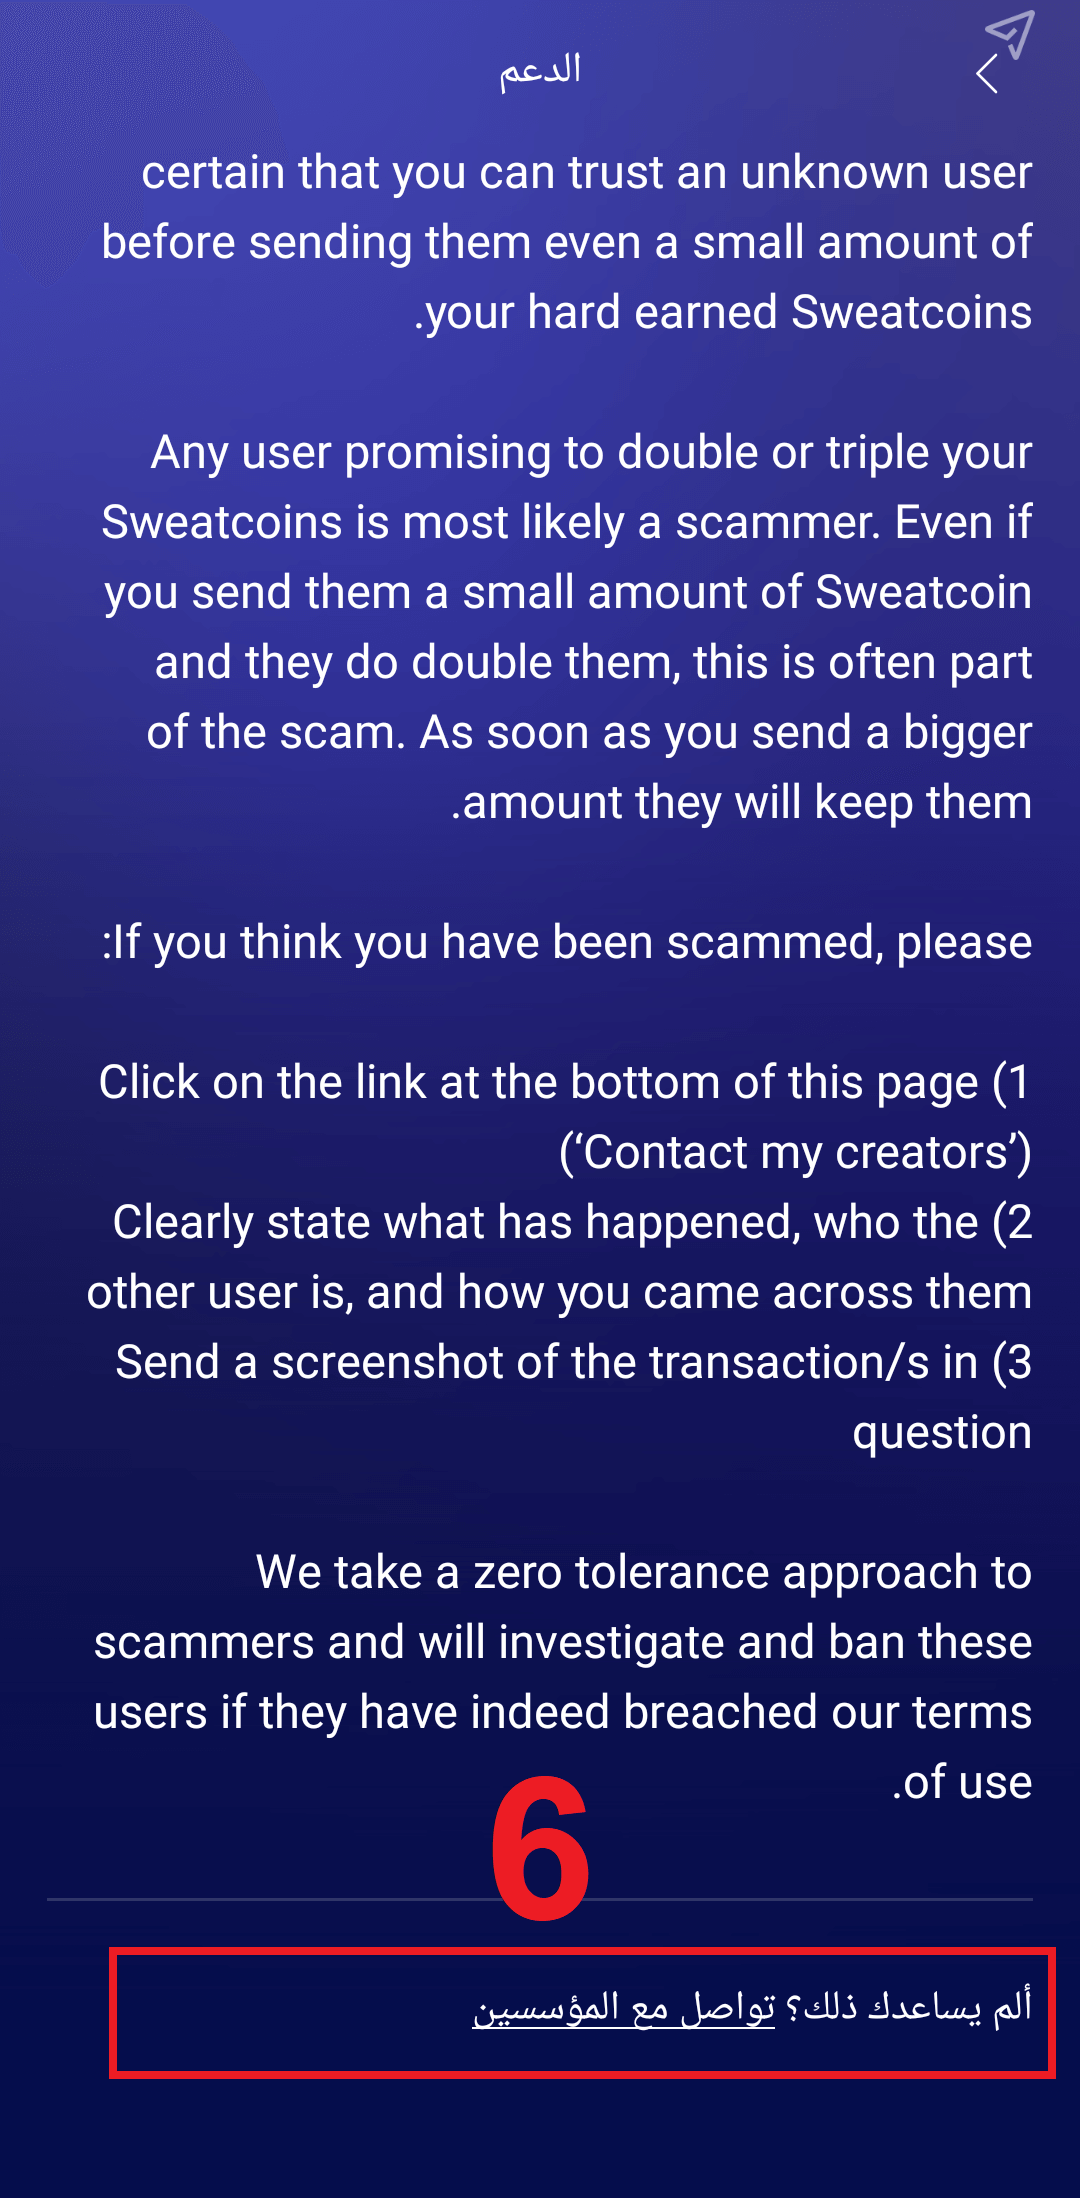 الدعم
certain that you can trust an unknown user
before sending them even a small amount of
your hard earned Sweatcoins.
Any user promising to double or triple your
Sweatcoins is most likely a scammer. Even if
you send them a small amount of Sweatcoin
and they do double them, this is often part
of the scam. As soon as you send a bigger
amount they will keep them.
If you think you have been scammed, please:
1) Click on the link at the bottom of this page
(‘Contact my creators’)
2) Clearly state what has happened, who the
other user is, and how you came across them
3) Send a screenshot of the transaction/s in
question
We take a zero tolerance approach to
scammers and will investigate and ban these
users if they have indeed breached our terms
of use.
6
ألم يساعدك ذلك؟ تواصل مع المؤسسين